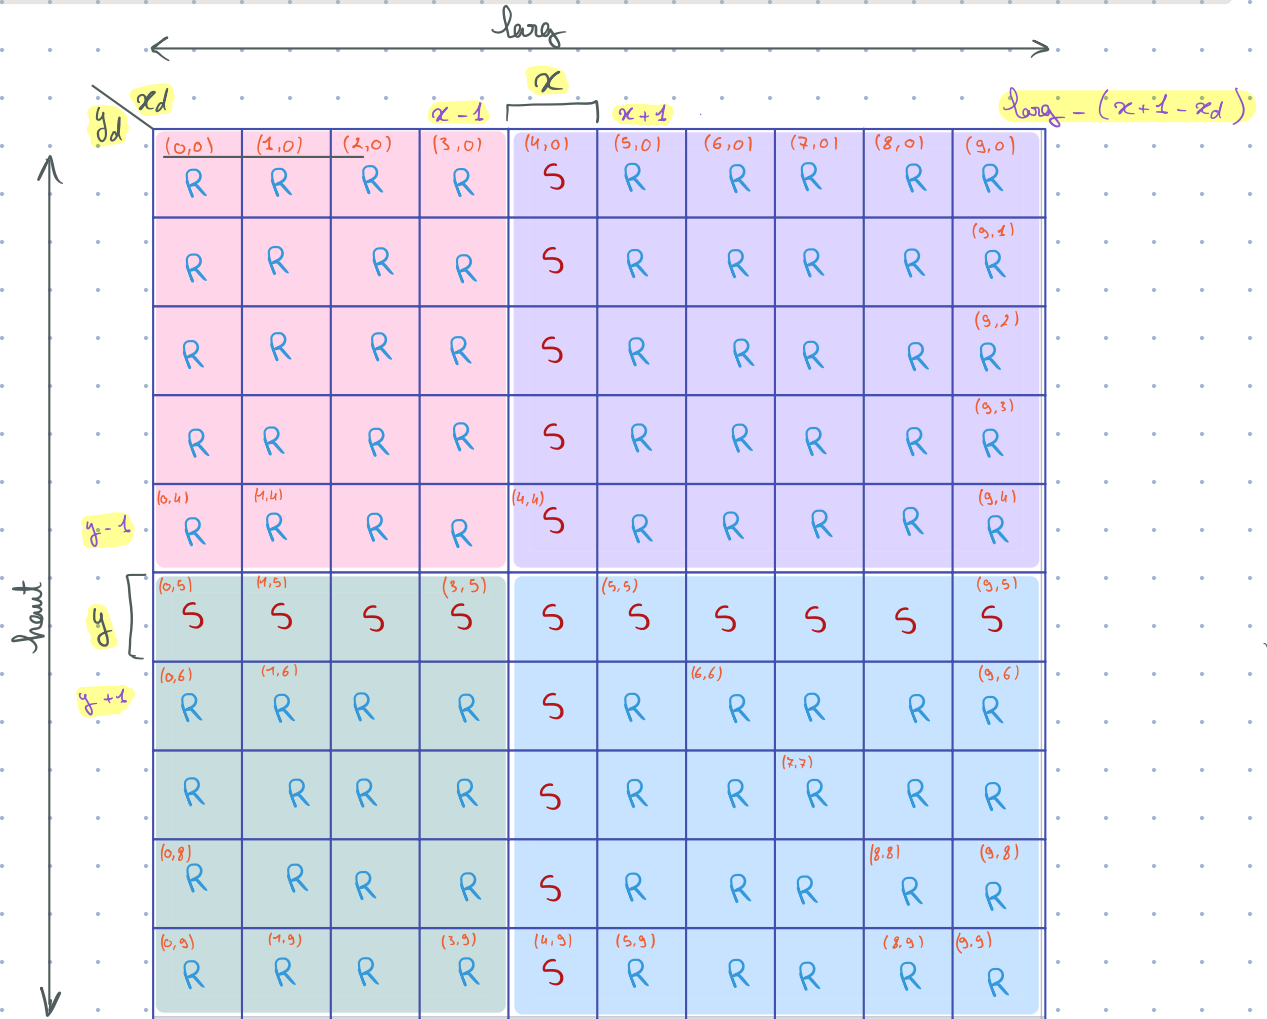 larg
x
x_d
y_d
x-1
x+1
larg - (x+1-x_d)
(0,0) (1,0) (2,0) (3,0) (4,0) (5,0) (6,0) (7,0) (8,0) (9,0)
R R R R S R R R R R
(9,1)
R R R R S R R R R R
(9,2)
R R R R S R R R R R
(9,3)
R R R R S R R R R R
(0,4) (1,4) (4,4) (9,4)
y-1
R R R R S R R R R R
(0,5) (1,5) (3,5) (5,5) (9,5)
haut
y
S S S S S S S S S S
(0,6) (1,6) (6,6) (9,6)
y+1
R R R R S R R R R R
(7,7)
R R R R S R R R R R
(0,8) (8,8) (9,8)
R R R R S R R R R R
(0,9) (1,9) (3,9) (4,9) (5,9) (8,9) (9,9)
R R R R S R R R R R